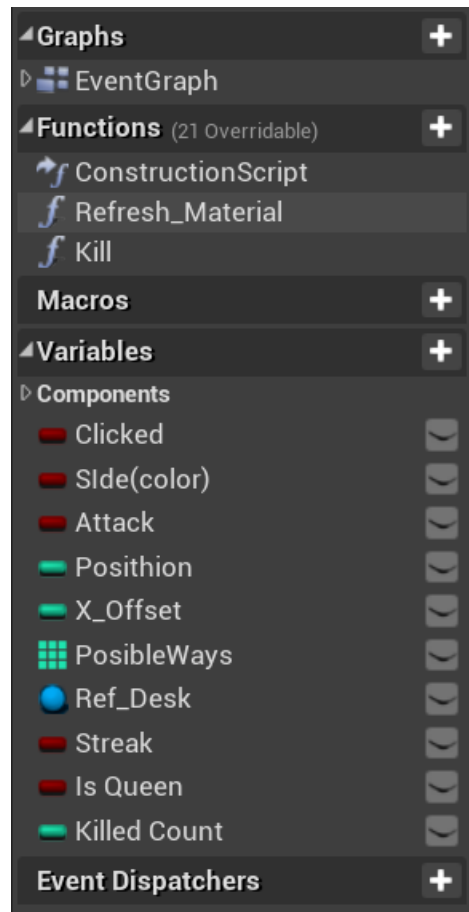 Graphs
EventGraph
Functions (21 Overridable)
ConstructionScript
Refresh_Material
Kill
Macros
Variables
Components
Clicked
SIde(color)
Attack
Posithion
X_Offset
PosibleWays
Ref_Desk
Streak
Is Queen
Killed Count
Event Dispatchers